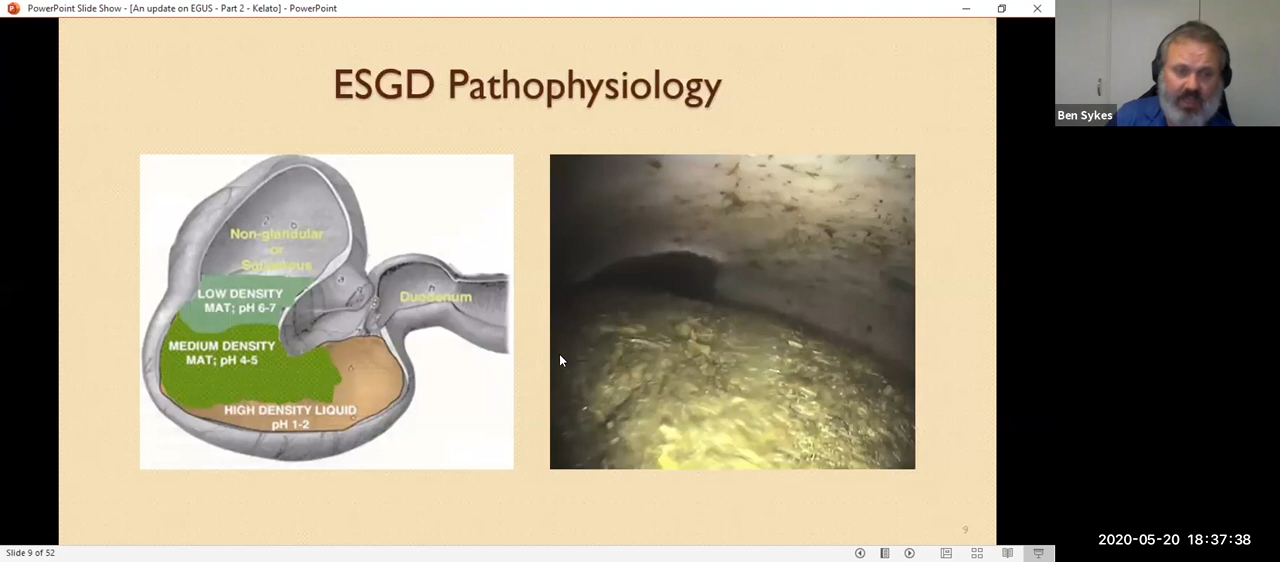 PowerPoint Slide Show - [An update on EGUS - Part 2 - Kelato] - PowerPoint
Ben Sykes
ESGD Pathophysiology
Non-glandular
or
Squamous
LOW DENSITY
MAT; pH 6-7
Duodenum
MEDIUM DENSITY
MAT; pH 4-5
HIGH DENSITY LIQUID
pH 1-2
9
2020-05-20 18:37:38
Slide 9 of 52